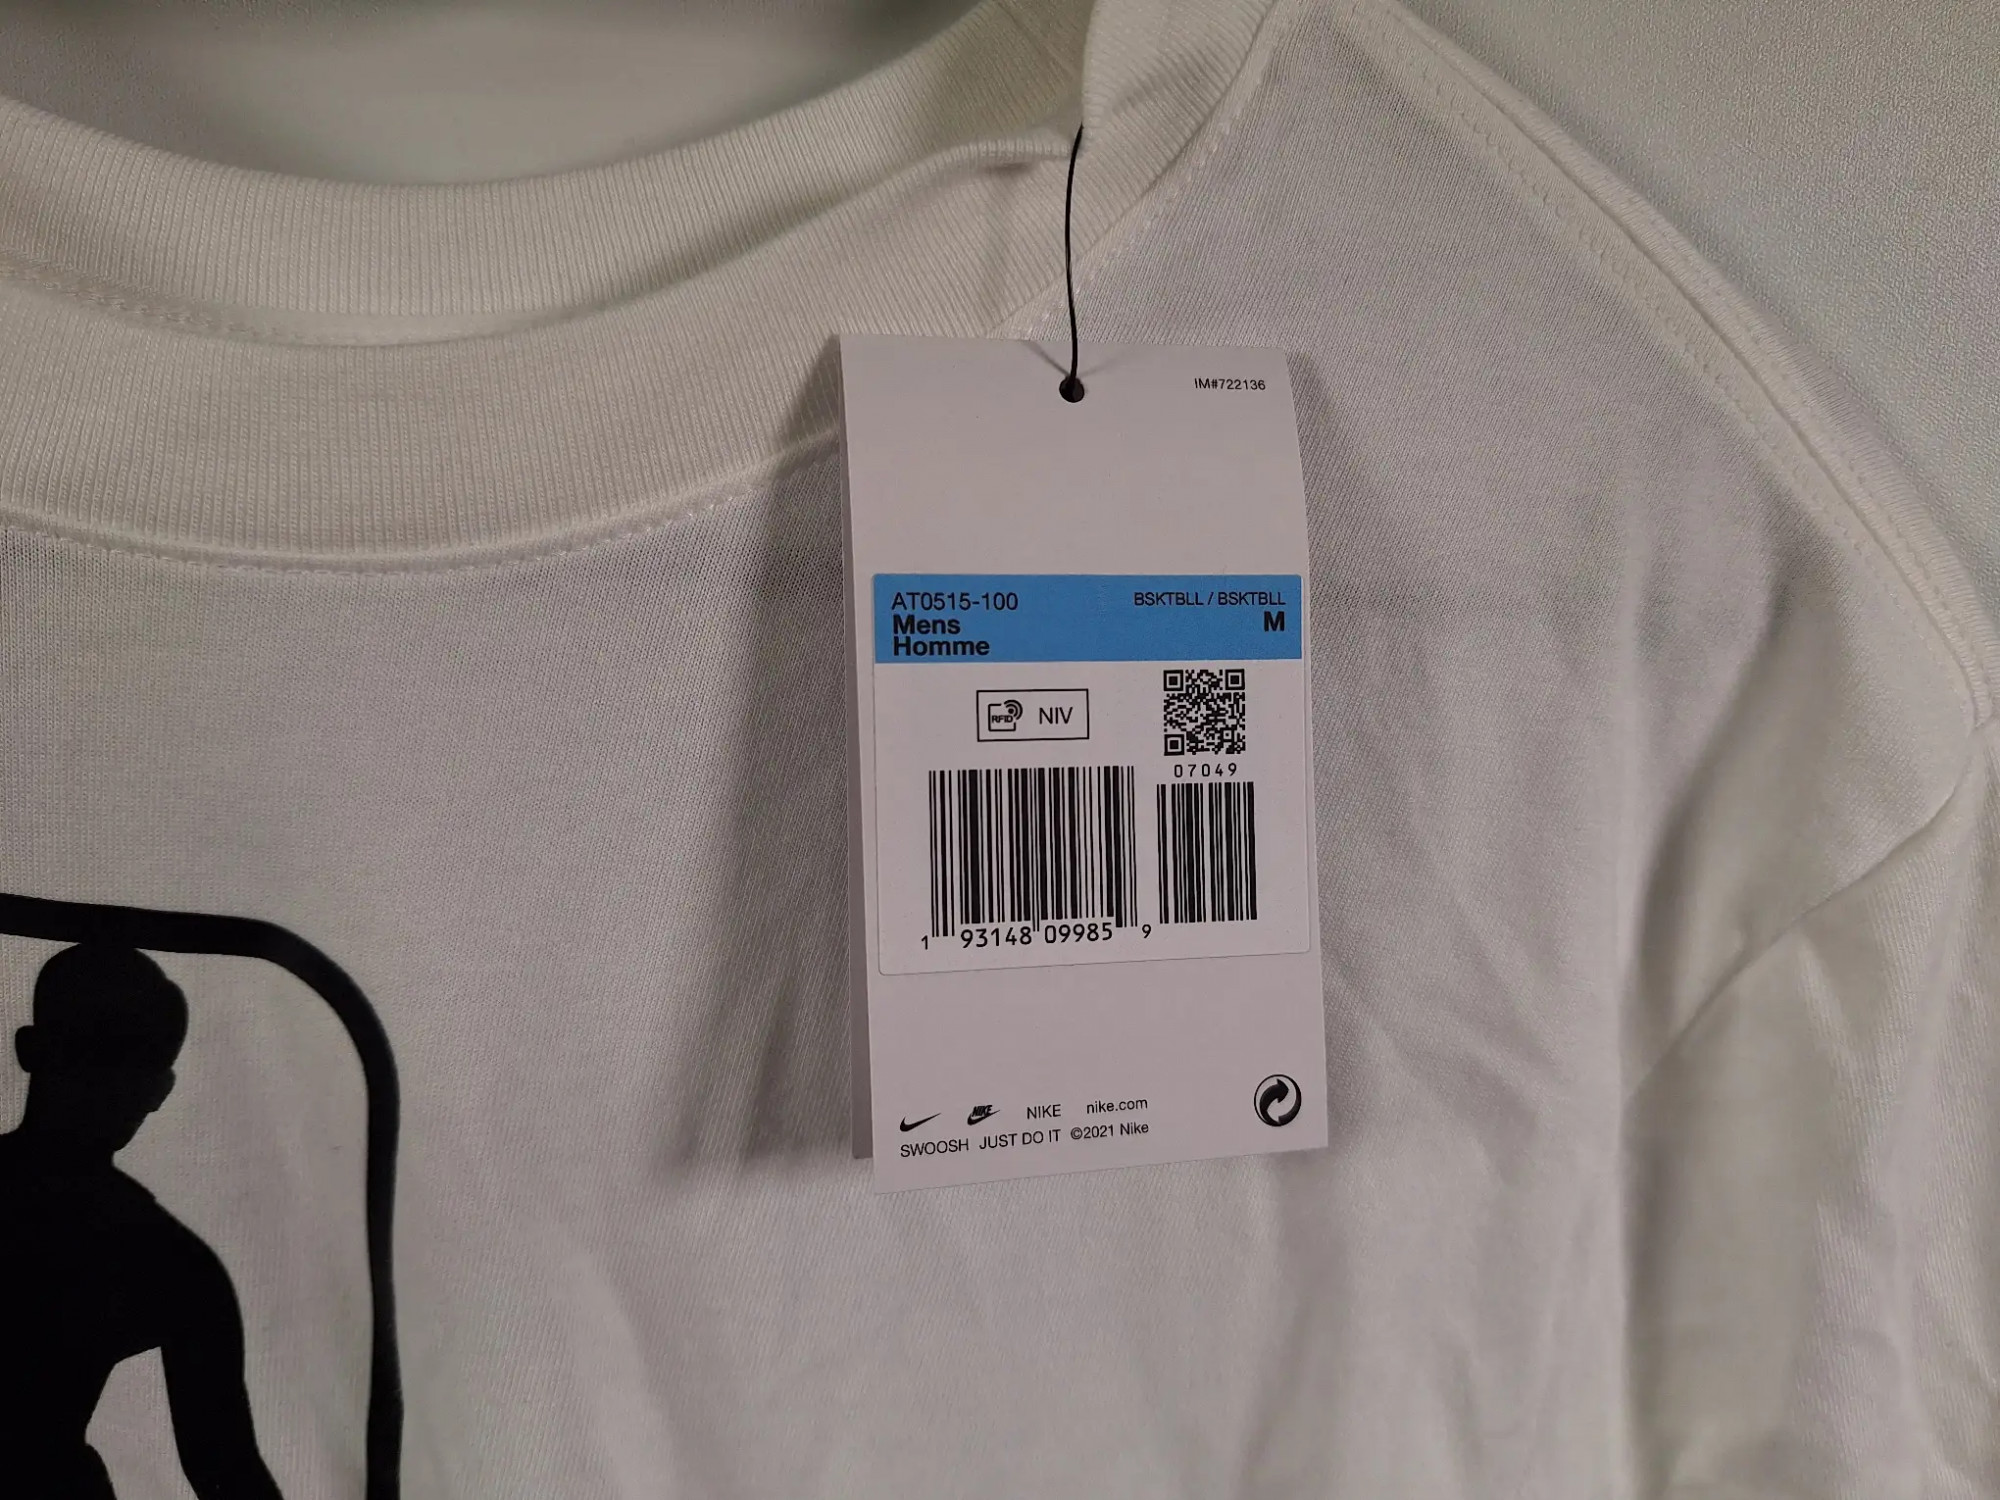 IM#722136
AT0515-100 BSKTBLL / BSKTBLL
Mens M
Homme
RFID NIV
07049
1 93148 09985 9
NIKE NIKE nike.com
SWOOSH JUST DO IT ©2021 Nike